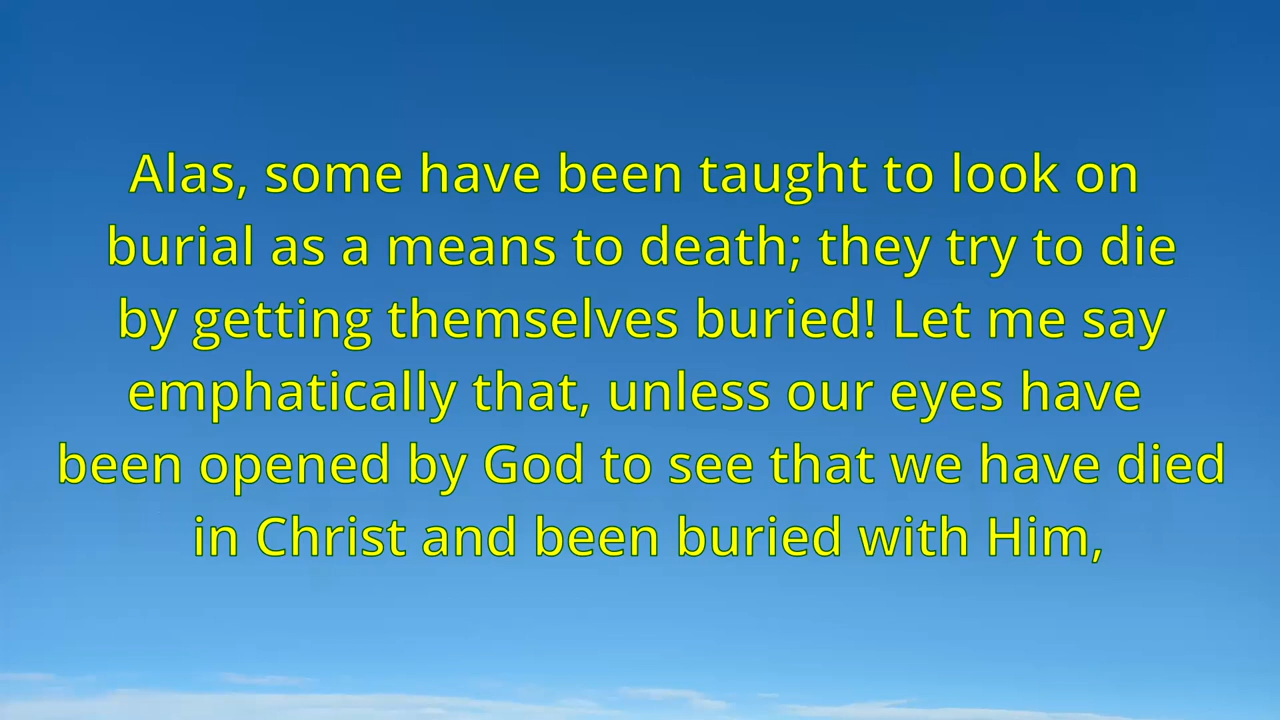 Alas, some have been taught to look on
burial as a means to death; they try to die
by getting themselves buried! Let me say
emphatically that, unless our eyes have
been opened by God to see that we have died
in Christ and been buried with Him,